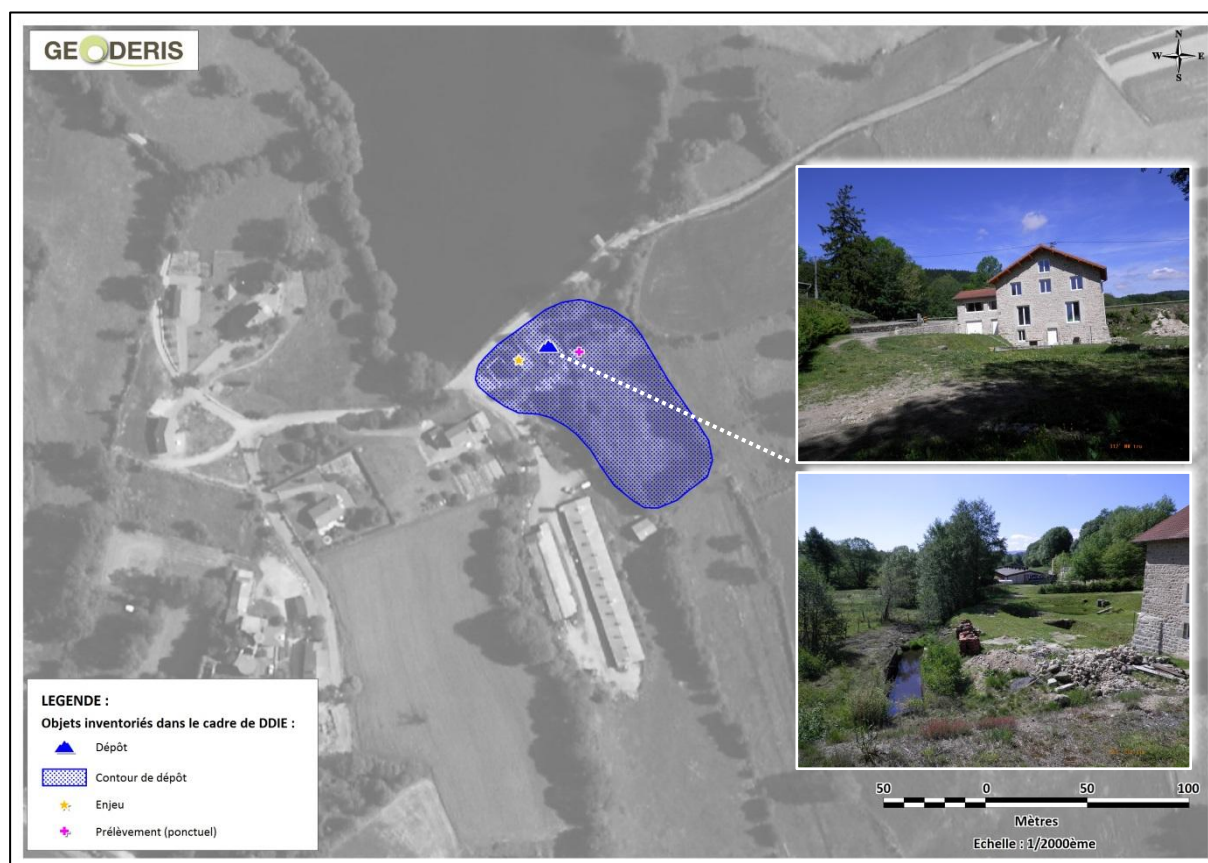 GEODERIS
N
W E
S
LEGENDE :
Objets inventoriés dans le cadre de DDIE :
Dépôt
Contour de dépôt
Enjeu
Prélèvement (ponctuel)
50 0 50 100
Mètres
Echelle : 1/2000ème